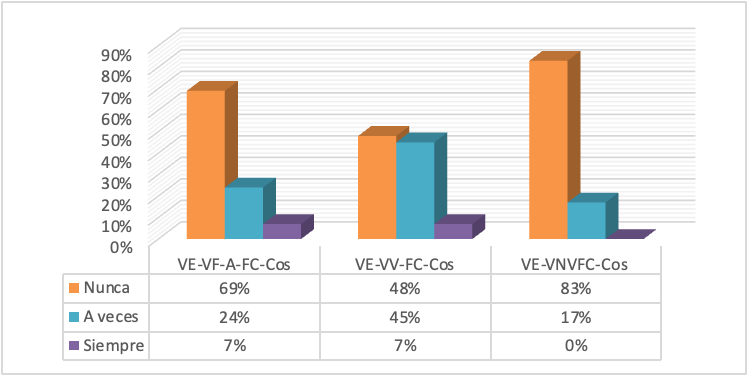 90%
80%
70%
60%
50%
40%
30%
20%
10%
0%
VE-VF-A-FC-Cos VE-VV-FC-Cos VE-VNVFC-Cos
Nunca 69% 48% 83%
A veces 24% 45% 17%
Siempre 7% 7% 0%